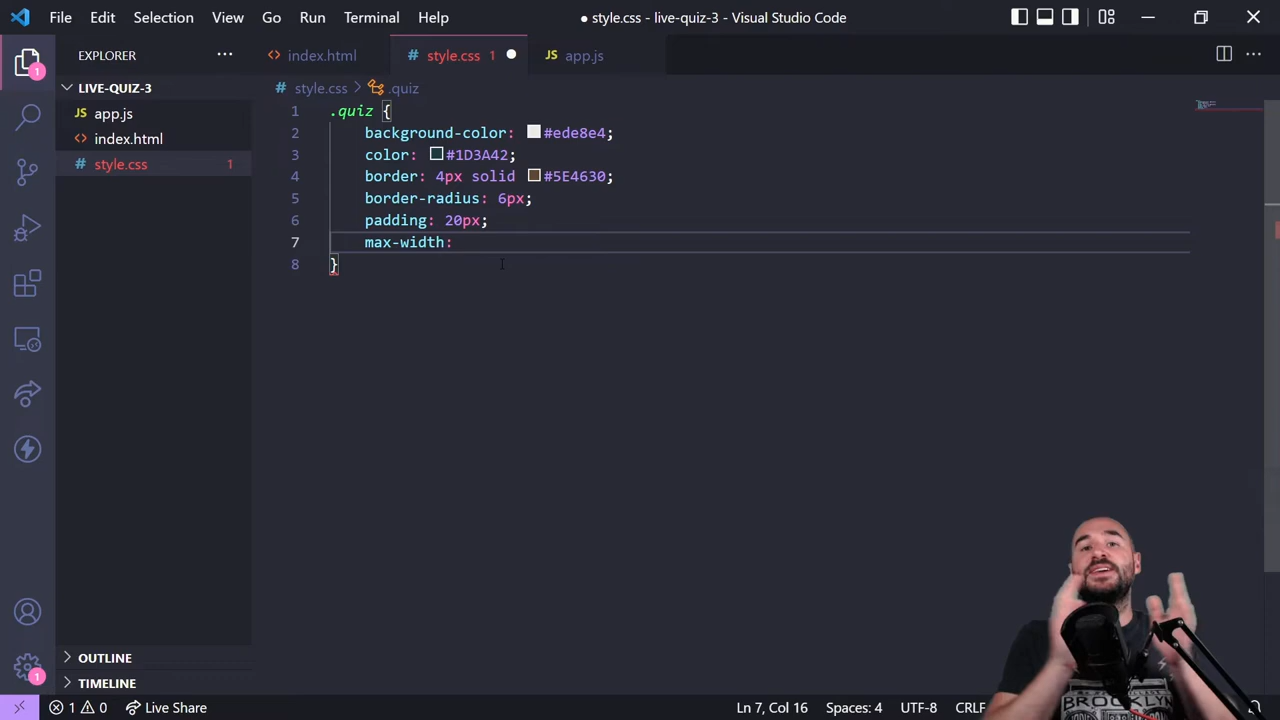 File Edit Selection View Go Run Terminal Help
● style.css - live-quiz-3 - Visual Studio Code
EXPLORER
index.html
# style.css 1
JS app.js
LIVE-QUIZ-3
JS app.js
index.html
# style.css 1
# style.css > .quiz
1 .quiz {
2 background-color: #ede8e4;
3 color: #1D3A42;
4 border: 4px solid #5E4630;
5 border-radius: 6px;
6 padding: 20px;
7 max-width:
8 }
1
1
OUTLINE
TIMELINE
BROOKLYN
1 0 Live Share
Ln 7, Col 16 Spaces: 4 UTF-8 CRLF